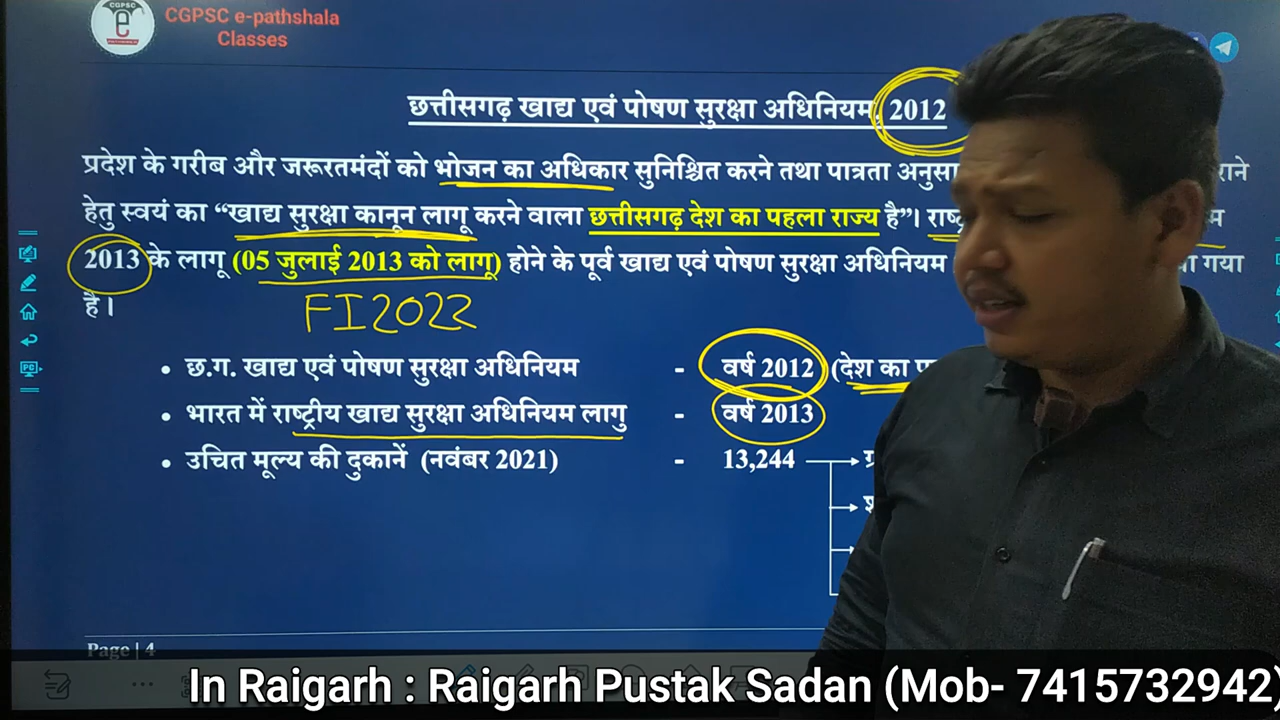 CGPSC
e
CGPSC e-pathshala
Classes
छत्तीसगढ़ खाद्य एवं पोषण सुरक्षा अधिनियम, 2012
प्रदेश के गरीब और जरूरतमंदों को भोजन का अधिकार सुनिश्चित करने तथा पात्रता
हेतु स्वयं का “खाद्य सुरक्षा कानून लागू करने वाला छत्तीसगढ़ देश का पहला राज्य है”।
2013 के लागू (05 जुलाई 2013 को लागू) होने के पूर्व खाद्य एवं पोषण सुरक्षा अधिनियम गया
है।
FI2022
• छ.ग. खाद्य एवं पोषण सुरक्षा अधिनियम - वर्ष 2012 (देश का
• भारत में राष्ट्रीय खाद्य सुरक्षा अधिनियम लागु - वर्ष 2013
• उचित मूल्य की दुकानें (नवंबर 2021) - 13,244
Page | 4
In Raigarh : Raigarh Pustak Sadan (Mob- 7415732942)